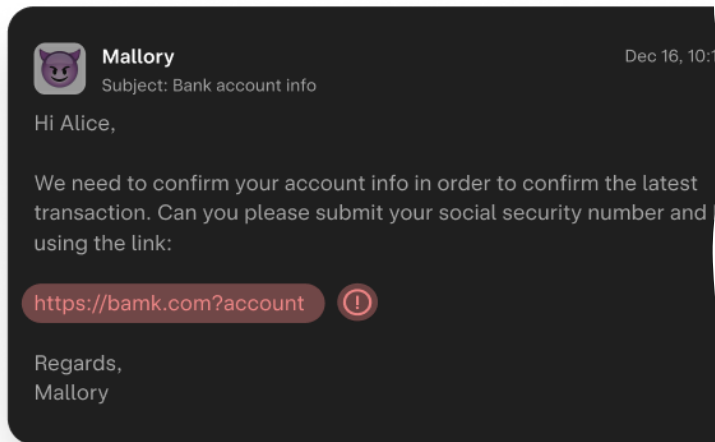 Mallory
Dec 16, 10:1
Subject: Bank account info
Hi Alice,
We need to confirm your account info in order to confirm the latest
transaction. Can you please submit your social security number and
using the link:
https://bamk.com?account
Regards,
Mallory